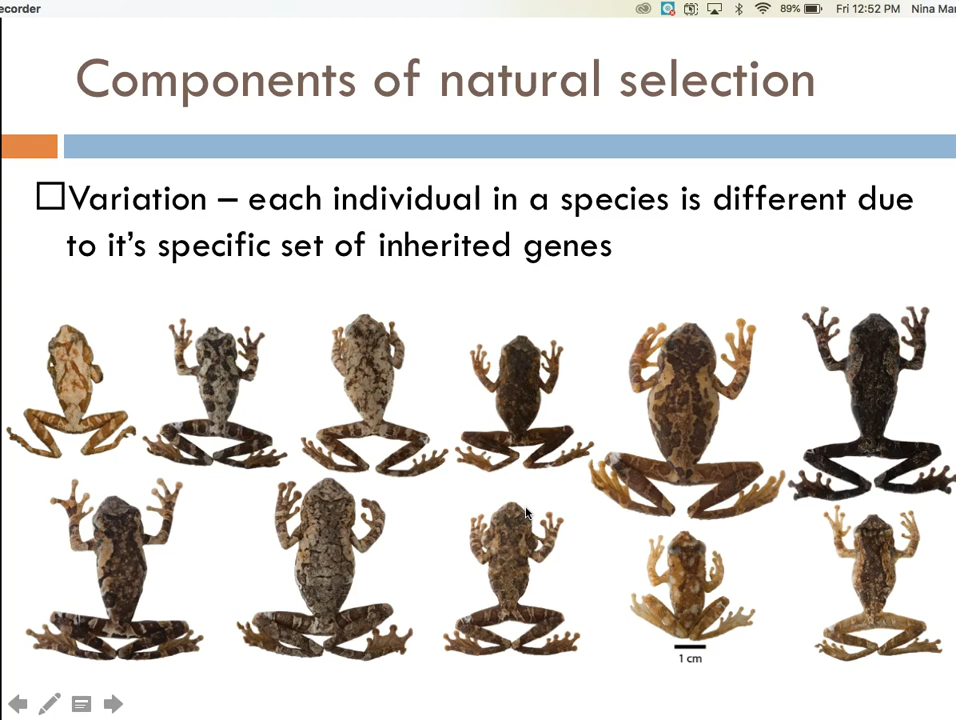 ecorder
89%
Fri 12:52 PM
Nina Mar
Components of natural selection
Variation – each individual in a species is different due
to it’s specific set of inherited genes
1 cm